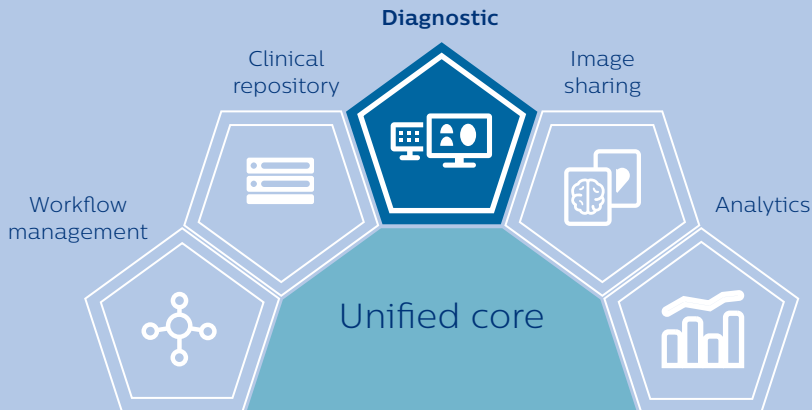 Diagnostic
Clinical
repository
Image
sharing
Workflow
management
Analytics
Unified core